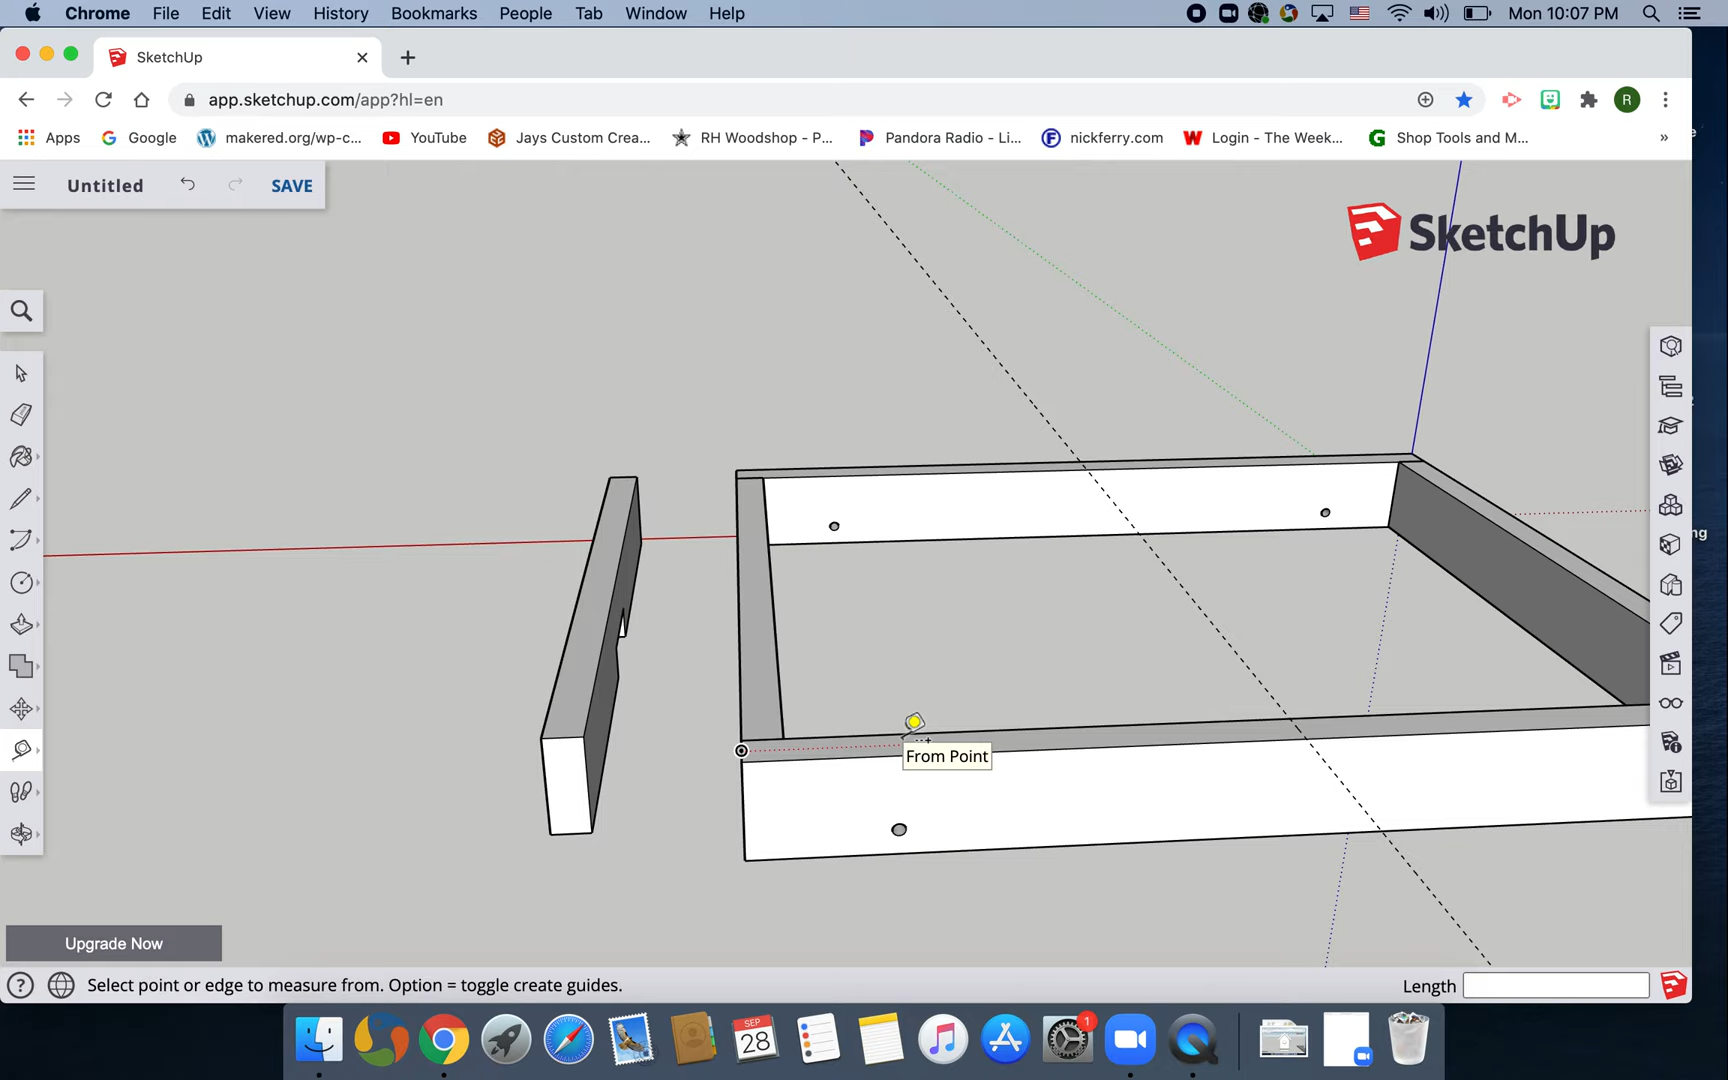 Chrome File Edit View History Bookmarks People Tab Window Help Mon 10:07 PM
SketchUp
app.sketchup.com/app?hl=en R
Apps Google makered.org/wp-c... YouTube Jays Custom Crea... RH Woodshop - P... Pandora Radio - Li... nickferry.com Login - The Week... Shop Tools and M... »
Untitled SAVE
SketchUp
ng
From Point
Upgrade Now
Select point or edge to measure from. Option = toggle create guides. Length
SEP
28
1